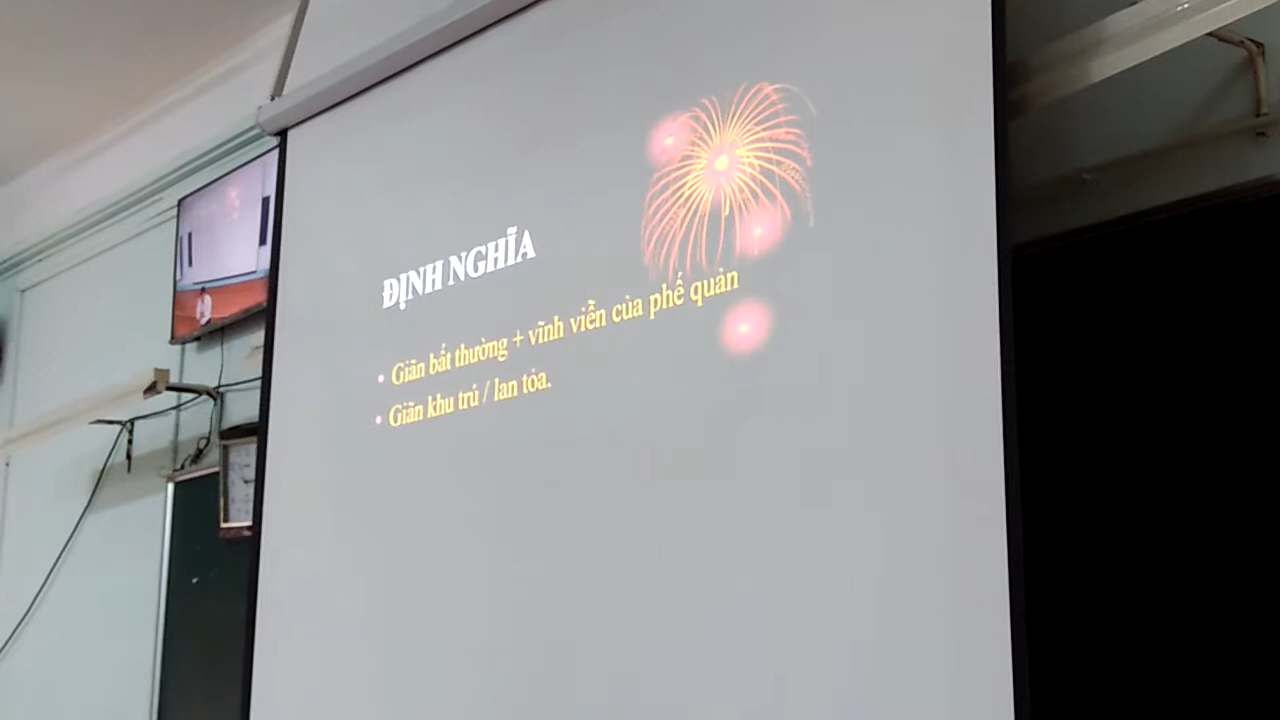 ĐỊNH NGHĨA
• Giãn bất thường + vĩnh viễn của phế quản
• Giãn khu trú / lan tỏa.